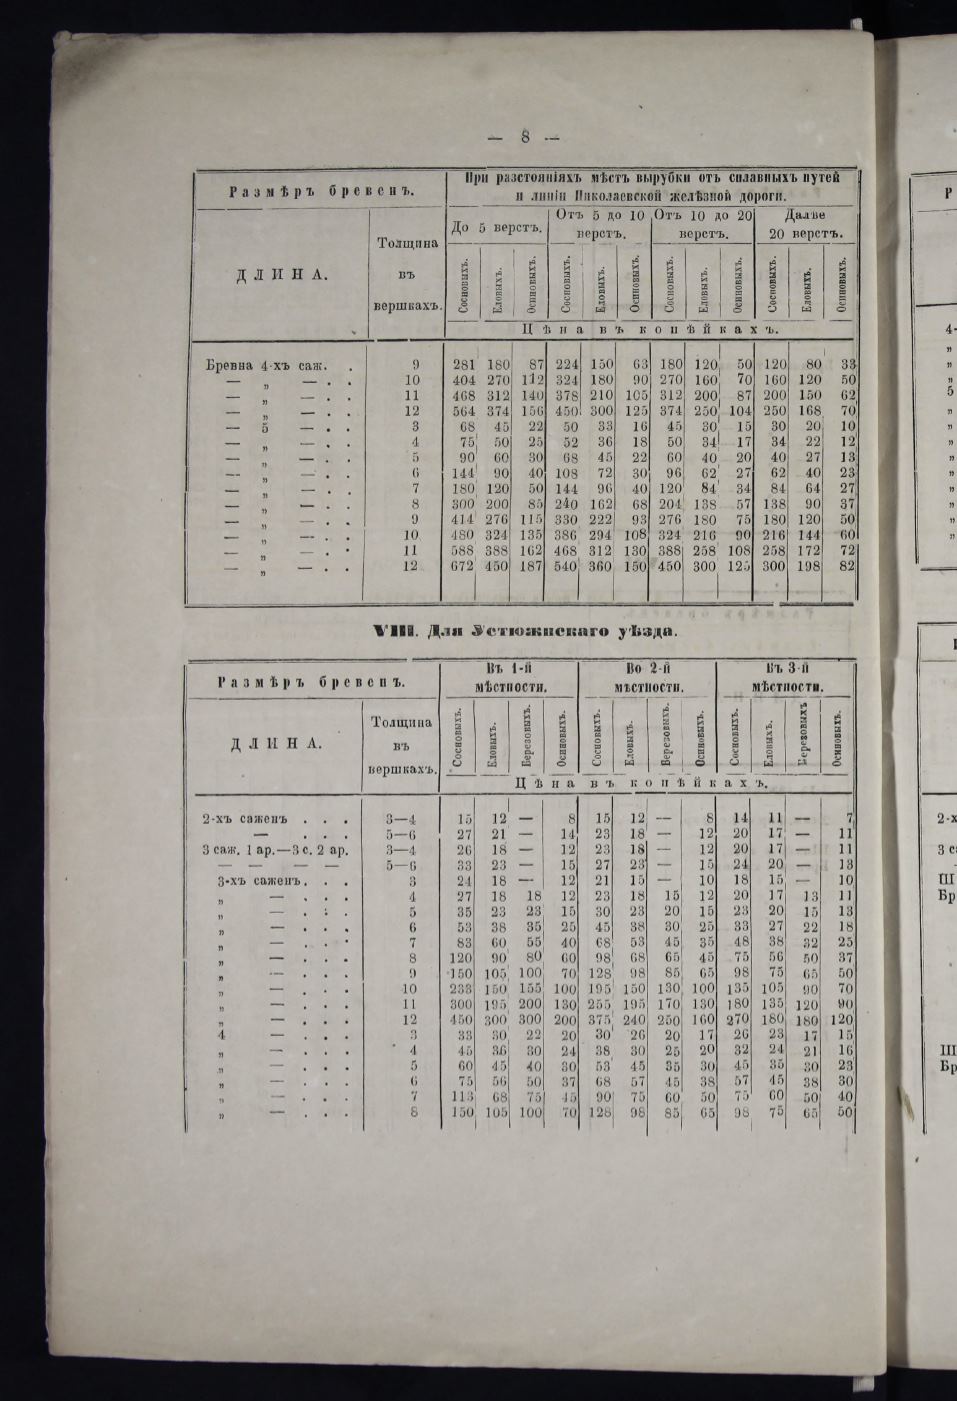 — 8 —
Размѣръ бревенъ.
При разстоянiяхъ мѣстъ вырубки отъ сплавныхъ путей
и линiи Николаевской желѣзной дороги.
ДЛИНА.
Толщина
въ
вершкахъ.
До 5 верстъ.
Отъ 5 до 10
верстъ.
Отъ 10 до 20
верстъ.
Далѣе
20 верстъ.
Сосновыхъ. Еловыхъ. Осиновыхъ. Сосновыхъ. Еловыхъ. Осиновыхъ. Сосновыхъ. Еловыхъ. Осиновыхъ. Сосновыхъ. Еловыхъ. Осиновыхъ.
Цѣна въ копѣйкахъ.
Бревна 4-хъ саж. . 9 281 180 87 224 150 63 180 120 50 120 80 33
— „ — . . 10 404 270 112 324 180 90 270 160 70 160 120 50
— „ — . . 11 468 312 140 378 210 105 312 200 87 200 150 62
— „ — . . 12 564 374 156 450 300 125 374 250 104 250 168 70
— 5 — . . 3 68 45 22 50 33 16 45 30 15 30 20 10
— „ — . . 4 75 50 25 52 36 18 50 34 17 34 22 12
— „ — . . 5 90 60 30 68 45 22 60 40 20 40 27 13
— „ — . . 6 144 90 40 108 72 30 96 62 27 62 40 23
— „ — . . 7 180 120 50 144 96 40 120 84 34 84 64 27
— „ — . . 8 300 200 85 240 162 68 204 138 57 138 90 37
— „ — . . 9 414 276 115 330 222 93 276 180 75 180 120 50
— „ — . . 10 480 324 135 386 294 108 324 216 90 216 144 60
— „ — . . 11 588 388 162 468 312 130 388 258 108 258 172 72
— „ — . . 12 672 450 187 540 360 150 450 300 125 300 198 82
VIII. Для Устюжнскаго уѣзда.
Размѣръ бревенъ.
Въ 1-й
мѣстности.
Во 2-й
мѣстности.
Въ 3-й
мѣстности.
ДЛИНА.
Толщина
въ
вершкахъ.
Сосновыхъ. Еловыхъ. Березовыхъ. Осиновыхъ. Сосновыхъ. Еловыхъ. Березовыхъ. Осиновыхъ. Сосновыхъ. Еловыхъ. Березовыхъ Осиновыхъ.
Цѣна въ копѣйкахъ.
2-хъ саженъ . . . 3—4 15 12 — 8 15 12 — 8 14 11 — 7
— . . . 5—6 27 21 — 14 23 18 — 12 20 17 — 11
3 саж. 1 ар.—3 с. 2 ар. 3—4 26 18 — 12 23 18 — 12 20 17 — 11
— — — — 5—6 33 23 — 15 27 23 — 15 24 20 — 13
3-хъ саженъ. . . 3 24 18 — 12 21 15 — 10 18 15 — 10
„ — . . . 4 27 18 18 12 23 18 15 12 20 17 13 11
„ — . . . 5 35 23 23 15 30 23 20 15 23 20 15 13
„ — . . . 6 53 38 35 25 45 38 30 25 33 27 22 18
„ — . . . 7 83 60 55 40 68 53 45 35 48 38 32 25
„ — . . . 8 120 90 80 60 98 68 65 45 75 56 50 37
„ — . . . 9 150 105 100 70 128 98 85 65 98 75 65 50
„ — . . . 10 233 150 155 100 195 150 130 100 135 105 90 70
„ — . . . 11 300 195 200 130 255 195 170 130 180 135 120 90
„ — . . . 12 450 300 300 200 375 240 250 160 270 180 180 120
4 — . . . 3 33 30 22 20 30 26 20 17 26 23 17 15
„ — . . . 4 45 36 30 24 38 30 25 20 32 24 21 16
„ — . . . 5 60 45 40 30 53 45 35 30 45 35 30 23
„ — . . . 6 75 56 50 37 68 57 45 38 57 45 38 30
„ — . . . 7 113 68 75 45 90 75 60 50 75 60 50 40
„ — . . . 8 150 105 100 70 128 98 85 65 98 75 65 50